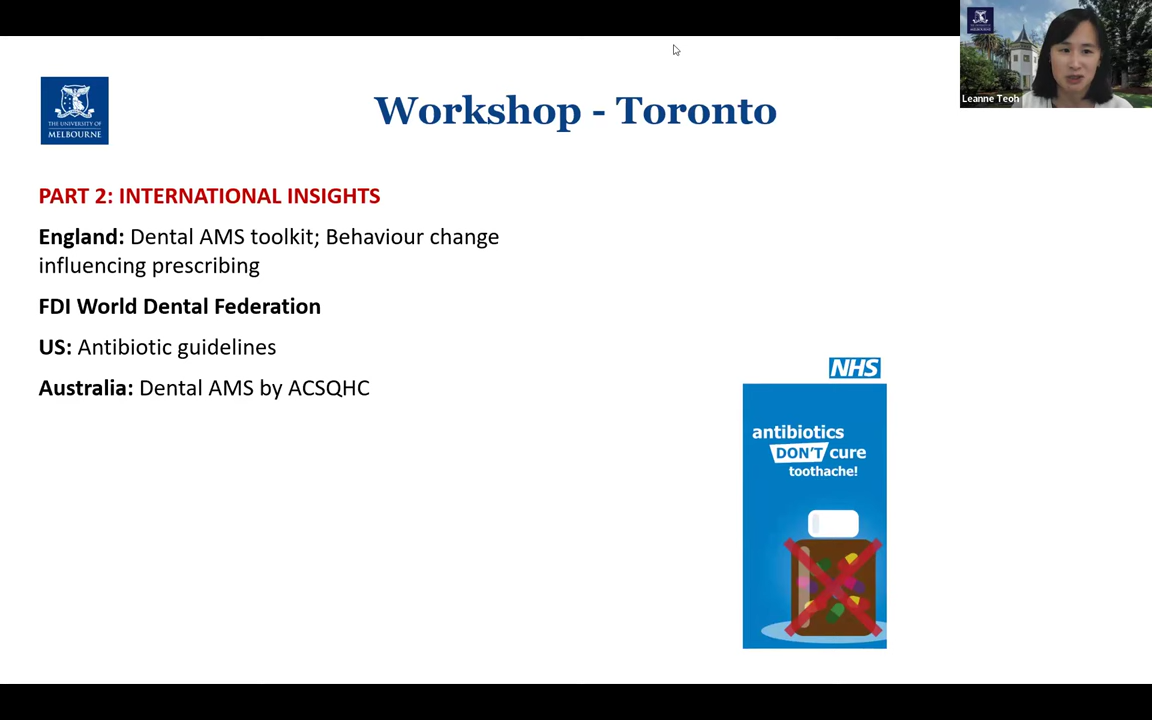 Leanne Teoh
THE UNIVERSITY OF
MELBOURNE
Workshop - Toronto
PART 2: INTERNATIONAL INSIGHTS
England: Dental AMS toolkit; Behaviour change
influencing prescribing
FDI World Dental Federation
US: Antibiotic guidelines
Australia: Dental AMS by ACSQHC
NHS
antibiotics
DON'T cure
toothache!